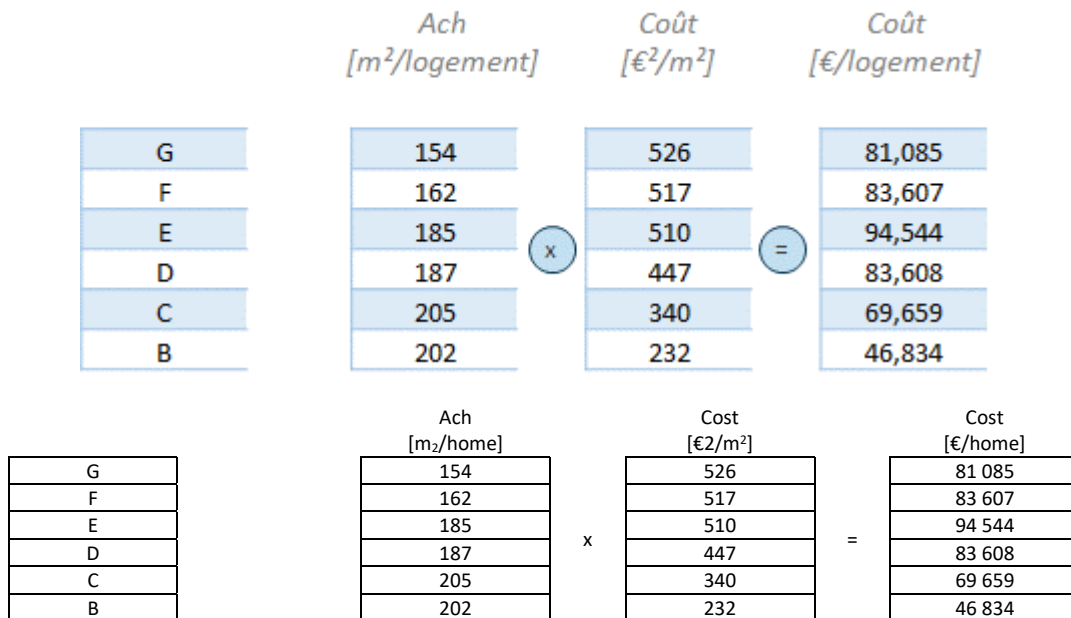 Ach Coût Coût
[m²/logement] [€²/m²] [€/logement]
G 154 526 81,085
F 162 517 83,607
E 185 510 94,544
x =
D 187 447 83,608
C 205 340 69,659
B 202 232 46,834
Ach Cost Cost
[m₂/home] [€2/m²] [€/home]
G 154 526 81 085
F 162 517 83 607
E 185 510 94 544
x =
D 187 447 83 608
C 205 340 69 659
B 202 232 46 834